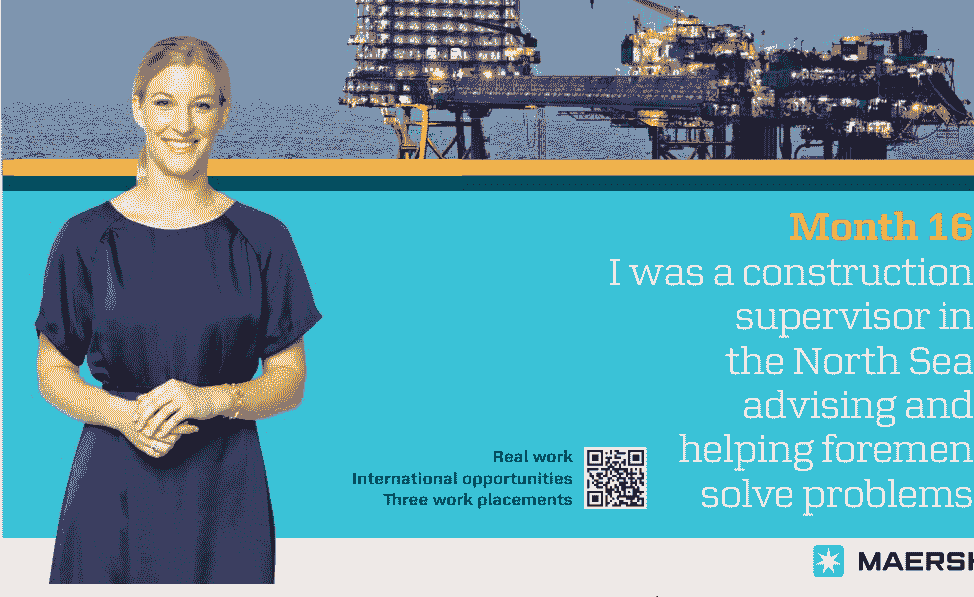 Month 16
I was a construction
supervisor in
the North Sea
advising and
helping foremen
solve problems
Real work
International opportunities
Three work placements
MAERSK